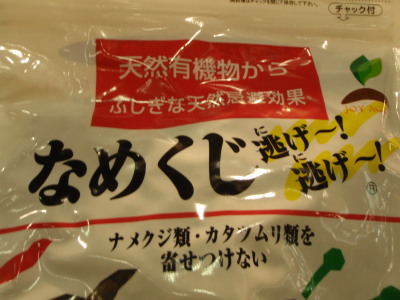 チャック付
天然有機物から
ふしぎな天然忌避効果
なめくじ
に
逃げ〜!
に
逃げ〜!
®
ナメクジ類・カタツムリ類を
寄せつけない